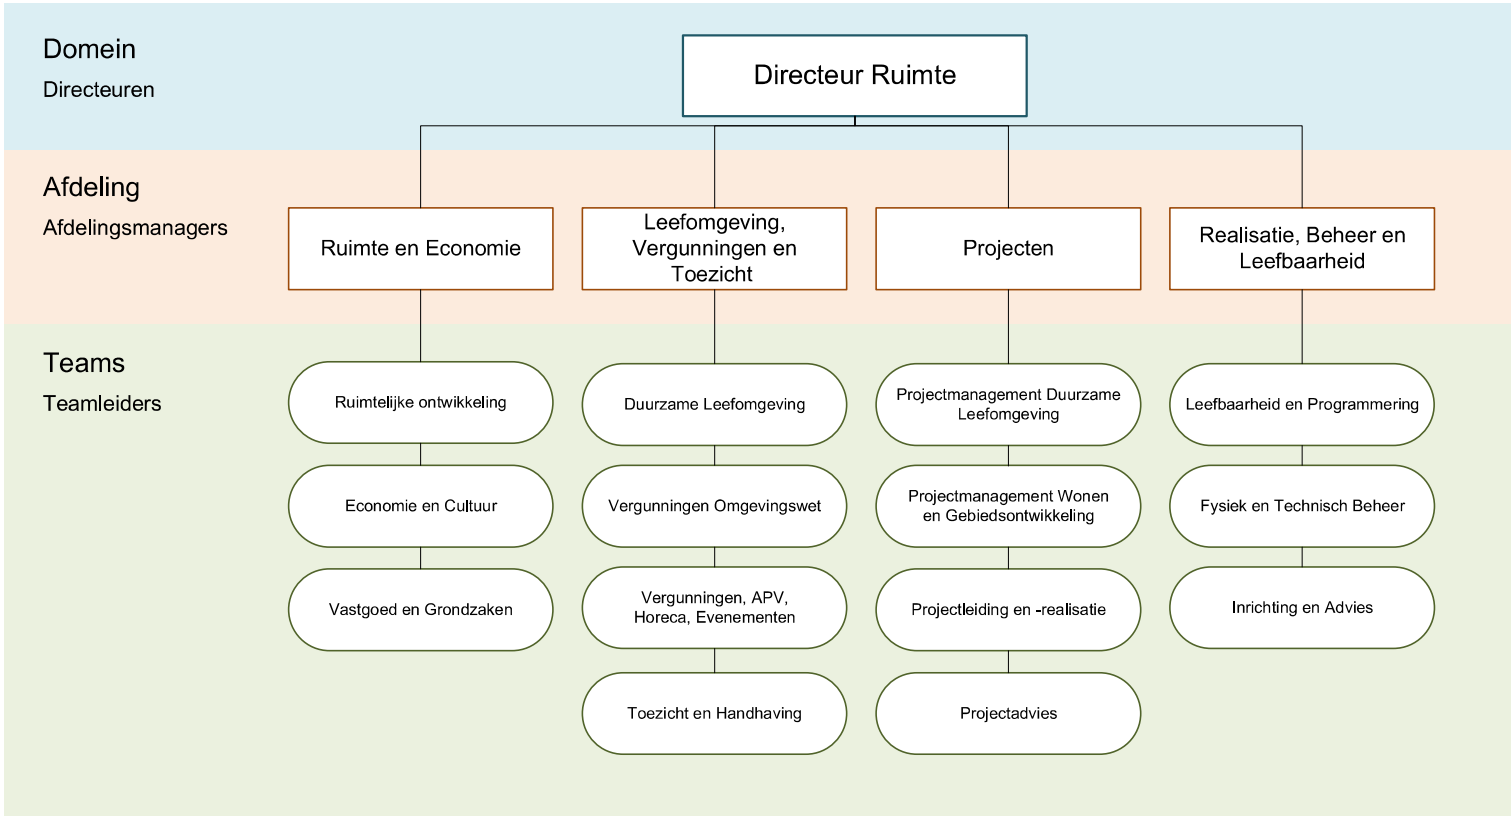 Domein
Directeuren
Directeur Ruimte
Afdeling
Afdelingsmanagers
Ruimte en Economie
Leefomgeving,
Vergunningen en
Toezicht
Projecten
Realisatie, Beheer en
Leefbaarheid
Teams
Teamleiders
Ruimtelijke ontwikkeling
Duurzame Leefomgeving
Projectmanagement Duurzame
Leefomgeving
Leefbaarheid en Programmering
Economie en Cultuur
Vergunningen Omgevingswet
Projectmanagement Wonen
en Gebiedsontwikkeling
Fysiek en Technisch Beheer
Vastgoed en Grondzaken
Vergunningen, APV,
Horeca, Evenementen
Projectleiding en -realisatie
Inrichting en Advies
Toezicht en Handhaving
Projectadvies